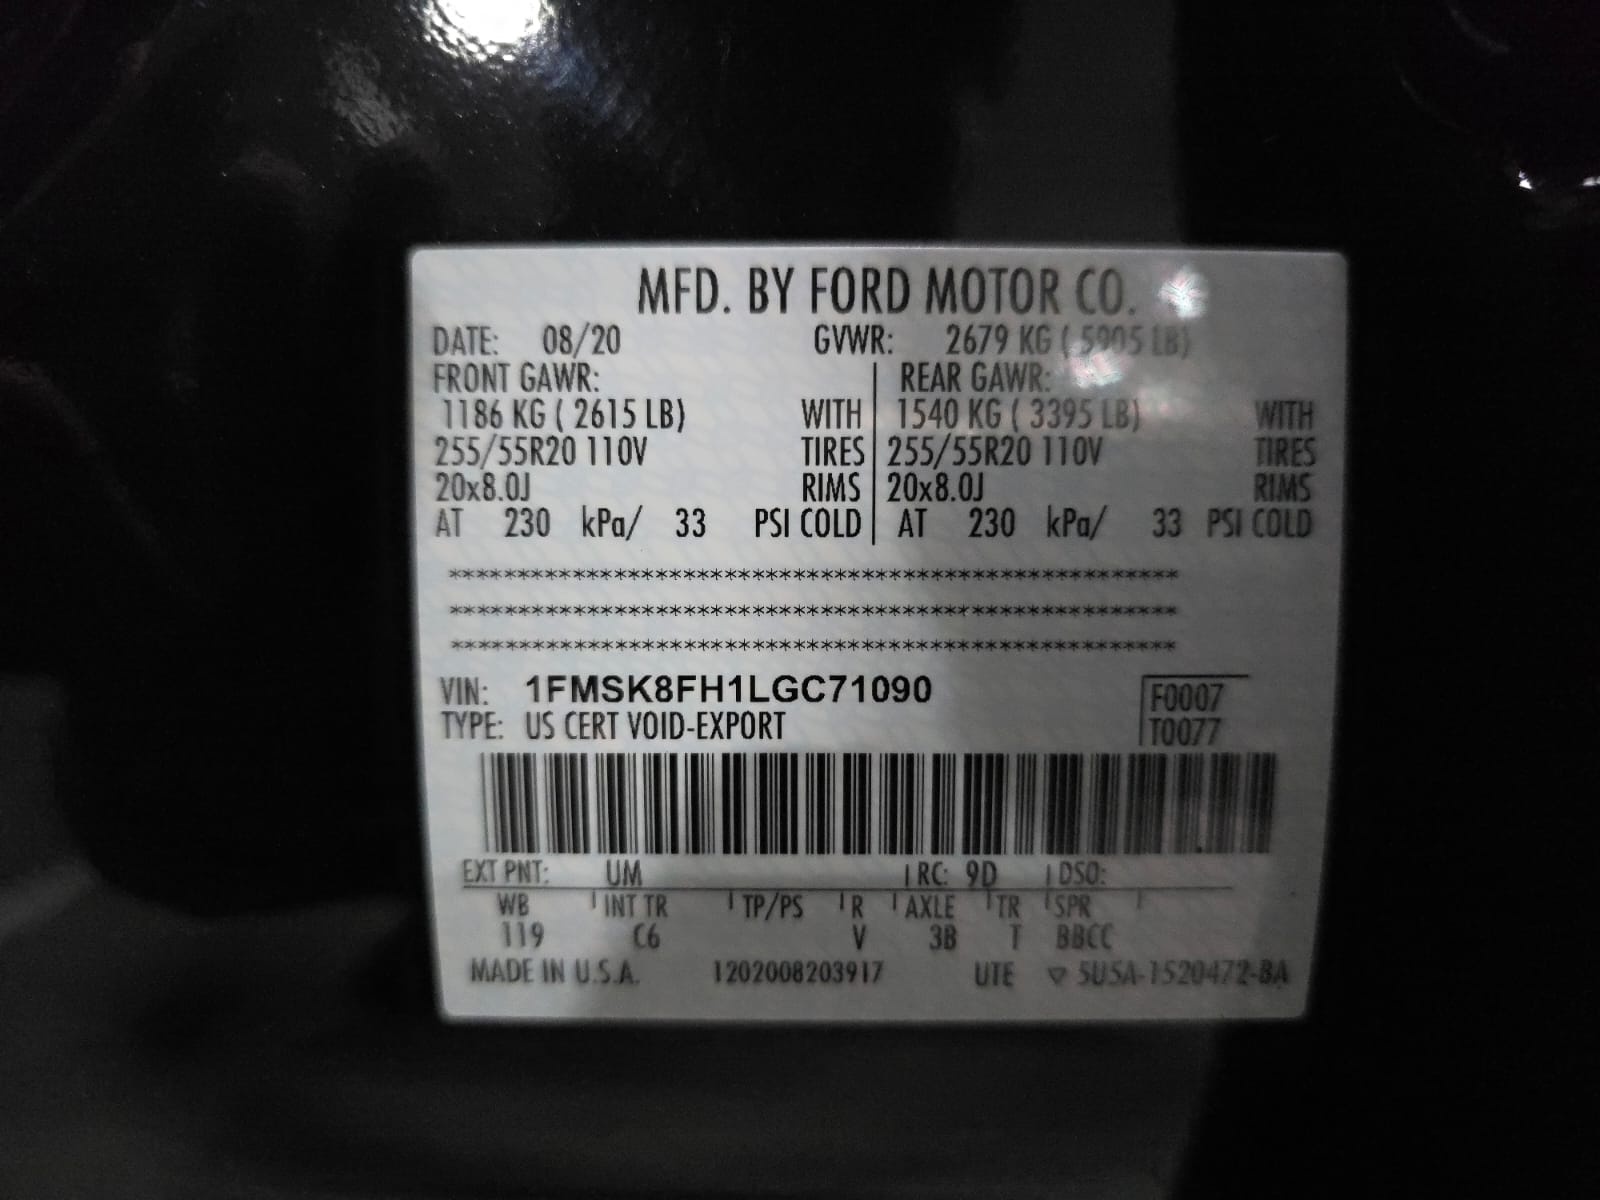 MFD. BY FORD MOTOR CO.
DATE: 08/20 GVWR: 2679 KG ( 5905 LB)
FRONT GAWR: REAR GAWR:
1186 KG ( 2615 LB) WITH 1540 KG ( 3395 LB) WITH
255/55R20 110V TIRES 255/55R20 110V TIRES
20x8.0J RIMS 20x8.0J RIMS
AT 230 kPa/ 33 PSI COLD AT 230 kPa/ 33 PSI COLD
*****************************************************
*****************************************************
*****************************************************
VIN: 1FMSK8FH1LGC71090 F0007
TYPE: US CERT VOID-EXPORT T0077
EXT PNT: UM RC: 9D DSO:
WB INT TR TP/PS R AXLE TR SPR
119 C6 V 3B T BBCC
MADE IN U.S.A. 1202008203917 UTE ▽ 5U5A-1520472-BA